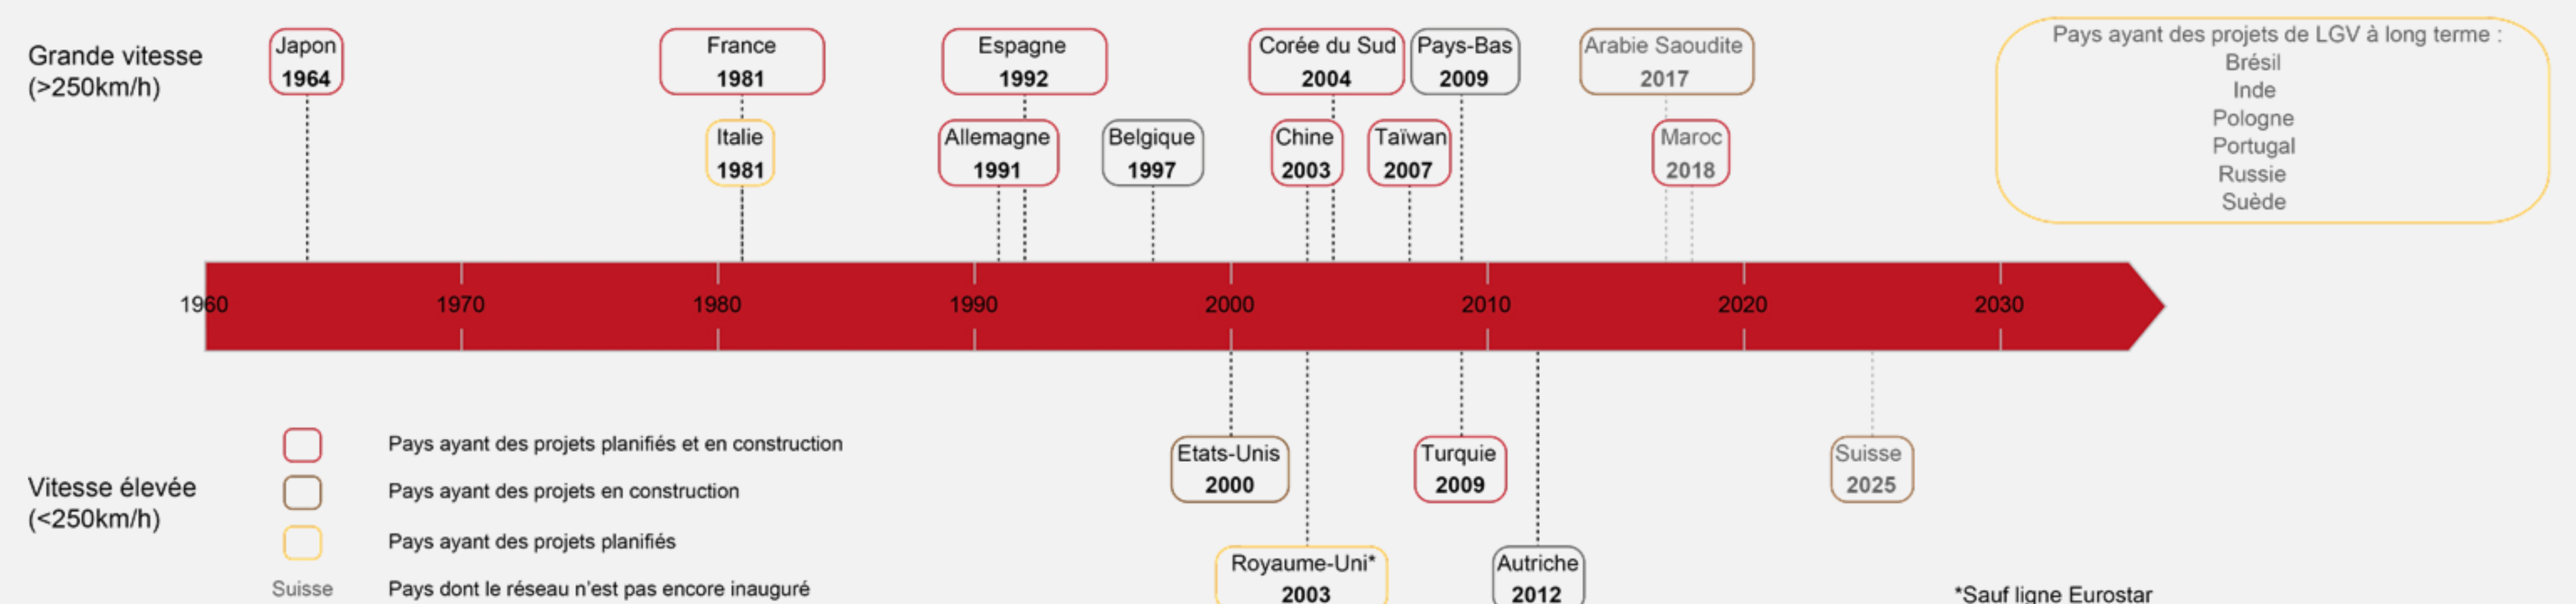 Grande vitesse
(>250km/h)
Japon
1964
France
1981
Italie
1981
Espagne
1992
Allemagne
1991
Belgique
1997
Corée du Sud
2004
Chine
2003
Pays-Bas
2009
Taïwan
2007
Arabie Saoudite
2017
Maroc
2018
Pays ayant des projets de LGV à long terme :
Brésil
Inde
Pologne
Portugal
Russie
Suède
1960
1970
1980
1990
2000
2010
2020
2030
Vitesse élevée
(<250km/h)
Pays ayant des projets planifiés et en construction
Pays ayant des projets en construction
Pays ayant des projets planifiés
Suisse
Pays dont le réseau n'est pas encore inauguré
Etats-Unis
2000
Royaume-Uni*
2003
Turquie
2009
Autriche
2012
Suisse
2025
*Sauf ligne Eurostar